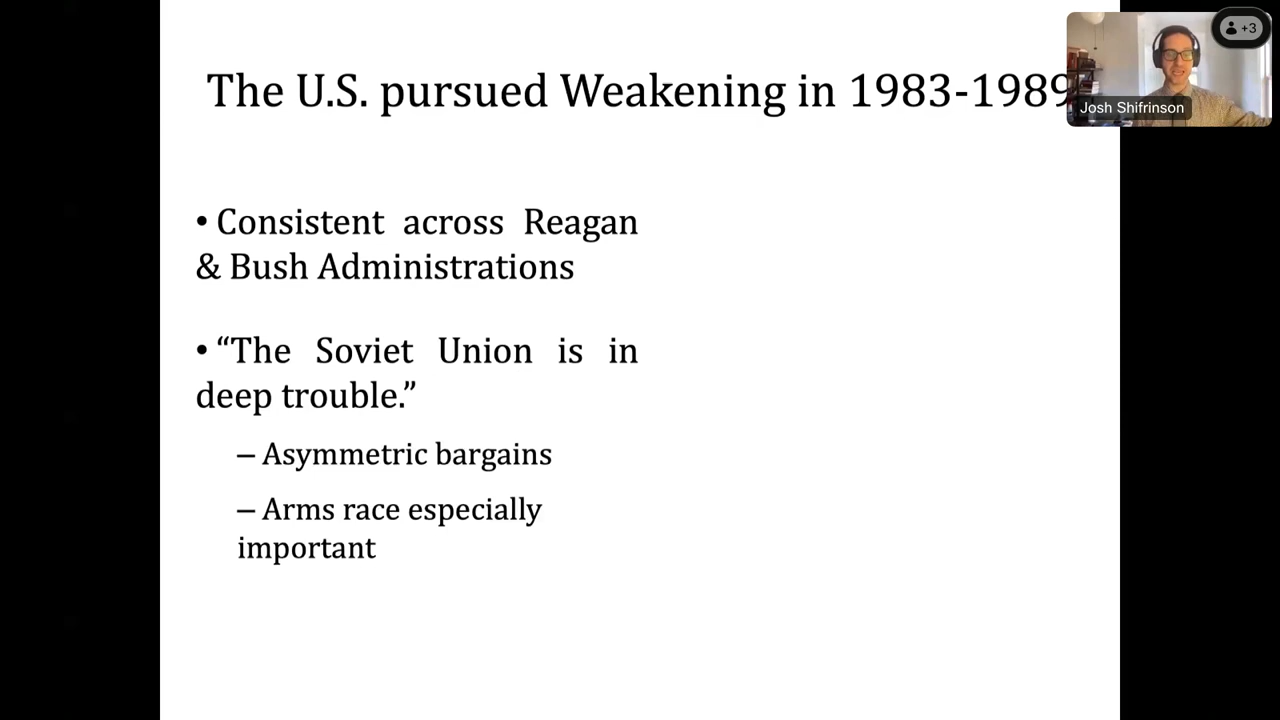 The U.S. pursued Weakening in 1983-1989
Josh Shifrinson
+3
• Consistent across Reagan
& Bush Administrations
• “The Soviet Union is in
deep trouble.”
– Asymmetric bargains
– Arms race especially
important